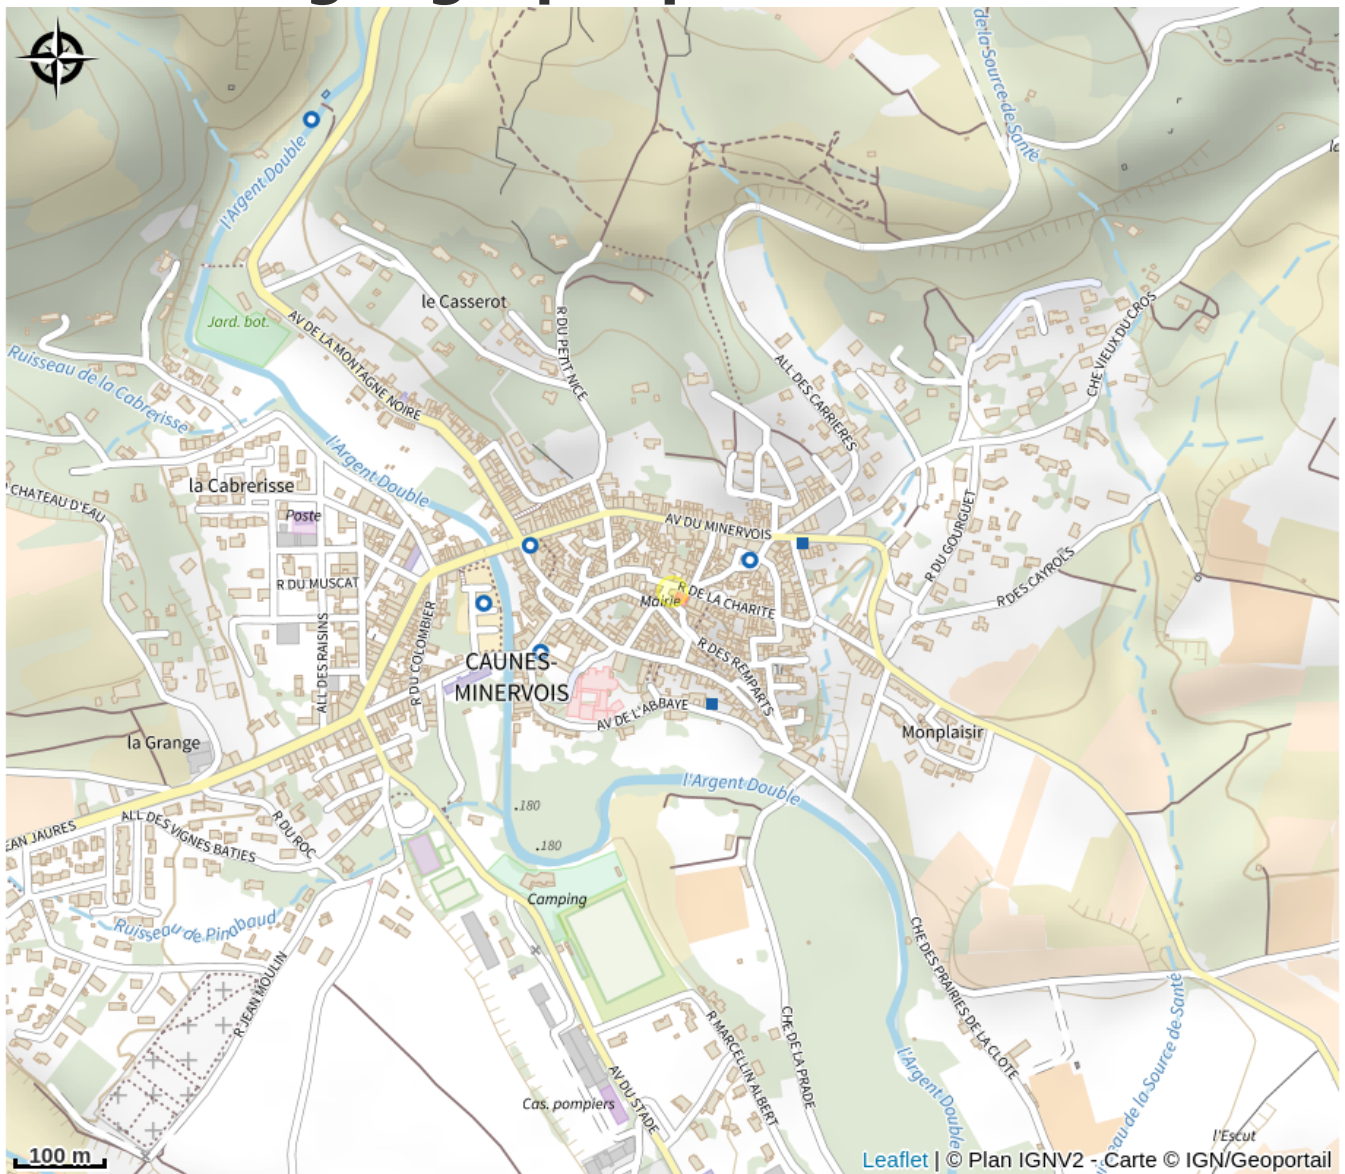 de la Source de Santé
l'Argent Double
le Casserot
Jard. bot.
AV DE LA MONTAGNE NOIRE
R DU PETIT NICE
CHE VIEUX DU CROS
Ruisseau de la Cabrerisse
ALL DES CARRIERES
l'Argent Double
la Cabrerisse
CHATEAU D'EAU
Poste
AV DU MINERVOIS
R DU GOURGUET
R DU MUSCAT
R DE LA CHARITE
Mairie
R DES CAYROLS
ALL DES RAISINS
R DU COLOMBIER
CAUNES-
MINERVOIS
R DES REMPARTS
AV DE L'ABBAYE
Monplaisir
la Grange
l'Argent Double
.180
.180
EAN JAURES
ALL DES VIGNES BATIES
R DU ROC
Camping
Ruisseau de Pinabaud
R JEAN MOULIN
CHE DES PRAIRIES DE LA CLOTE
R MARCELLIN ALBERT
CHE DE LA PRADE
AV DU STADE
Cas. pompiers
l'Argent Double
eau de la Source de Santé
l'Escut
100 m
Leaflet | © Plan IGNV2 - Carte © IGN/Geoportail